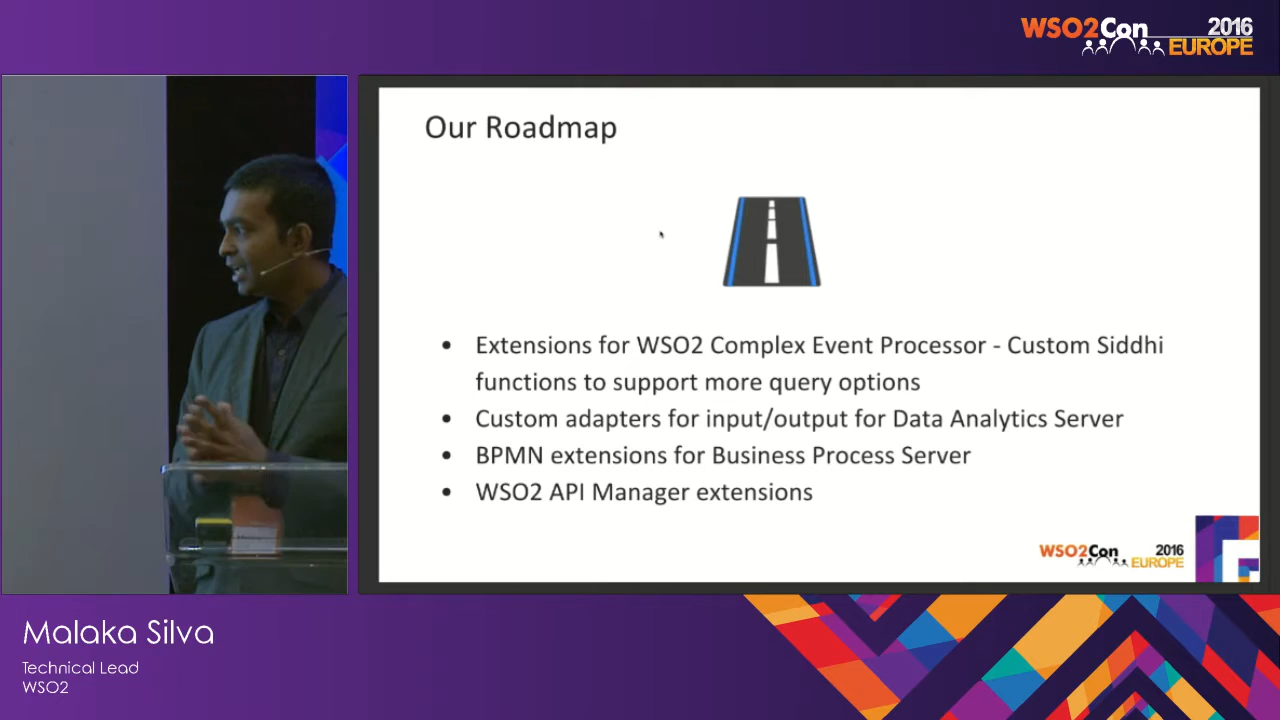 WSO2Con 2016
EUROPE
Our Roadmap
• Extensions for WSO2 Complex Event Processor - Custom Siddhi
functions to support more query options
• Custom adapters for input/output for Data Analytics Server
• BPMN extensions for Business Process Server
• WSO2 API Manager extensions
WSO2Con 2016
EUROPE
Malaka Silva
Technical Lead
WSO2